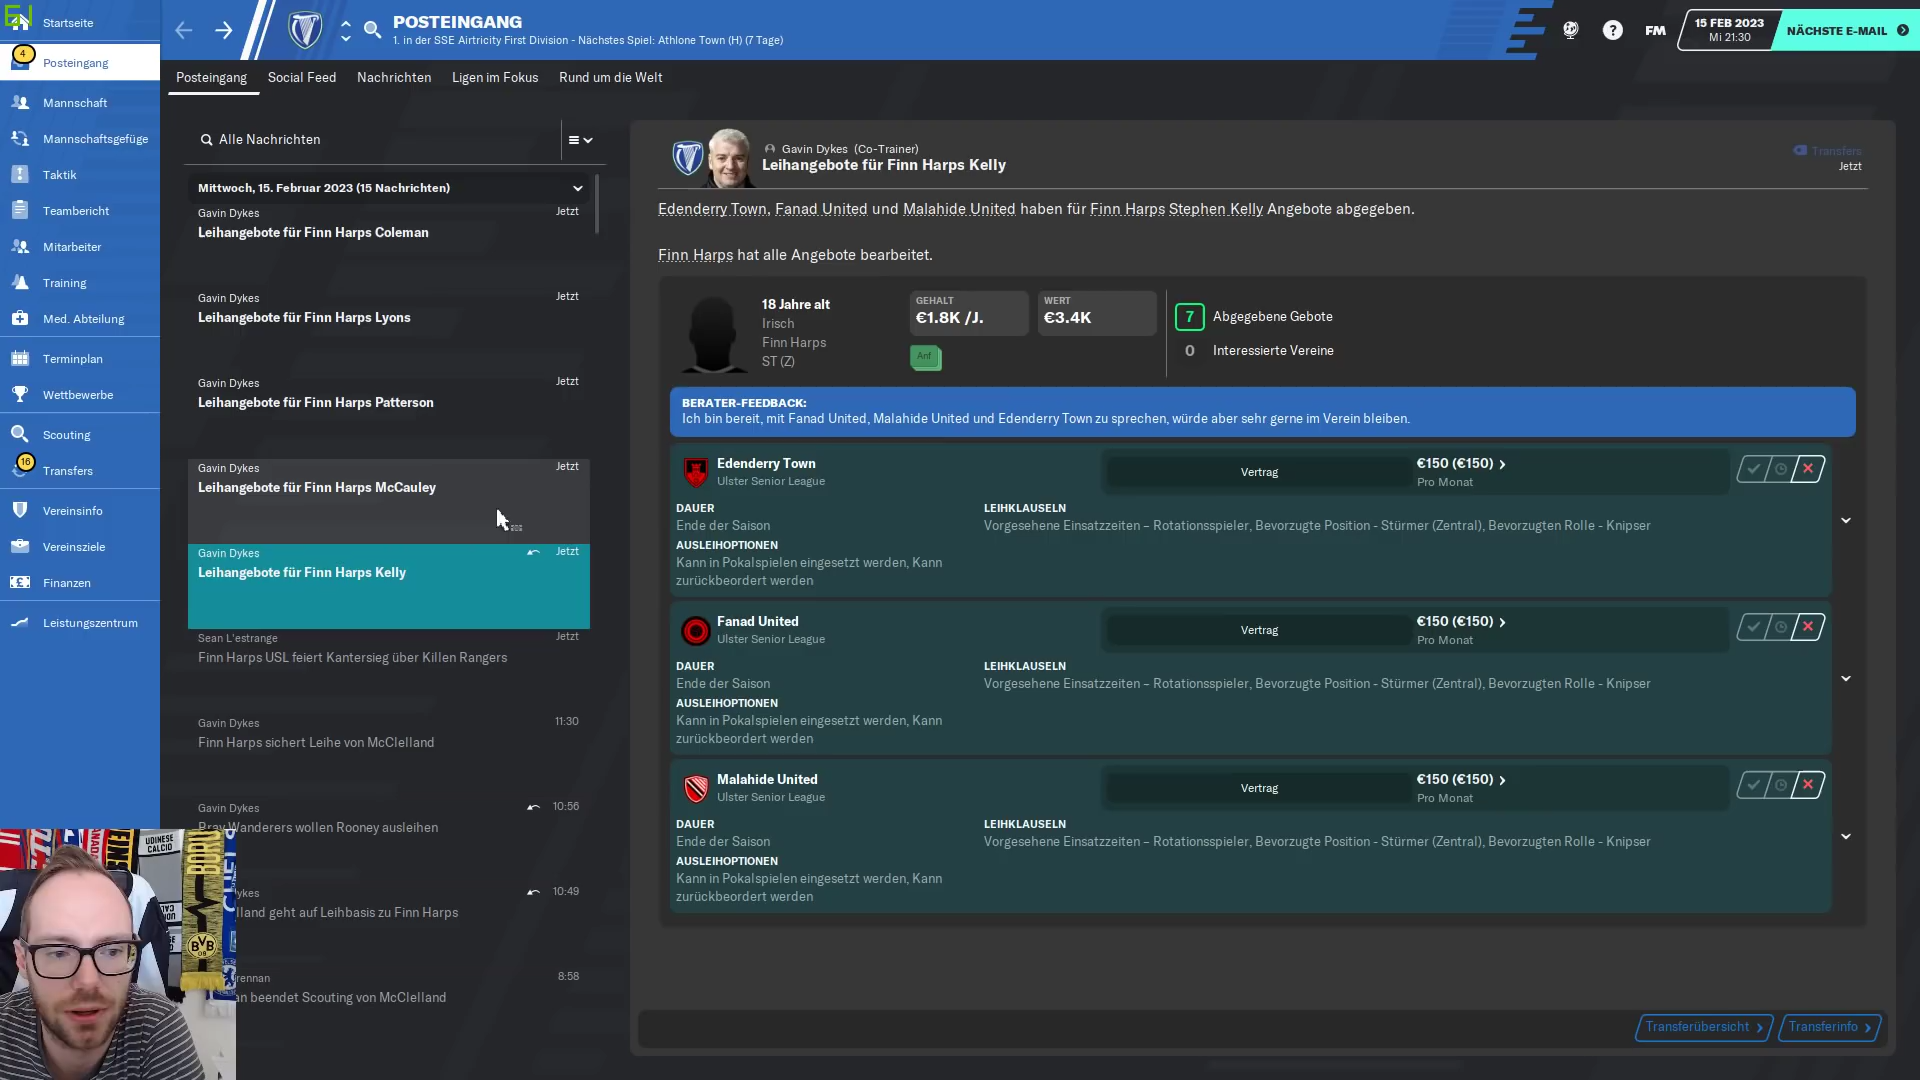 Startseite
4
Posteingang
Mannschaft
Mannschaftsgefüge
Taktik
Teambericht
Mitarbeiter
Training
Med. Abteilung
Terminplan
Wettbewerbe
Scouting
16
Transfers
Vereinsinfo
Vereinsziele
Finanzen
Leistungszentrum
POSTEINGANG
1. in der SSE Airtricity First Division - Nächstes Spiel: Athlone Town (H) (7 Tage)
FM
15 FEB 2023
Mi 21:30
NÄCHSTE E-MAIL
Posteingang
Social Feed
Nachrichten
Ligen im Fokus
Rund um die Welt
Alle Nachrichten
Mittwoch, 15. Februar 2023 (15 Nachrichten)
Gavin Dykes
Jetzt
Leihangebote für Finn Harps Coleman
Gavin Dykes
Jetzt
Leihangebote für Finn Harps Lyons
Gavin Dykes
Jetzt
Leihangebote für Finn Harps Patterson
Gavin Dykes
Jetzt
Leihangebote für Finn Harps McCauley
Gavin Dykes
Jetzt
Leihangebote für Finn Harps Kelly
Sean L'estrange
Jetzt
Finn Harps USL feiert Kantersieg über Killen Rangers
Gavin Dykes
11:30
Finn Harps sichert Leihe von McClelland
Gavin Dykes
10:56
Bray Wanderers wollen Rooney ausleihen
ykes
10:49
lland geht auf Leihbasis zu Finn Harps
rennan
8:58
an beendet Scouting von McClelland
Gavin Dykes (Co-Trainer)
Leihangebote für Finn Harps Kelly
Transfers
Jetzt
Edenderry Town, Fanad United und Malahide United haben für Finn Harps Stephen Kelly Angebote abgegeben.
Finn Harps hat alle Angebote bearbeitet.
18 Jahre alt
Irisch
Finn Harps
ST (Z)
GEHALT
€1.8K /J.
WERT
€3.4K
Anf
7 Abgegebene Gebote
0 Interessierte Vereine
BERATER-FEEDBACK:
Ich bin bereit, mit Fanad United, Malahide United und Edenderry Town zu sprechen, würde aber sehr gerne im Verein bleiben.
Edenderry Town
Ulster Senior League
Vertrag
€150 (€150)
Pro Monat
DAUER
Ende der Saison
AUSLEIHOPTIONEN
Kann in Pokalspielen eingesetzt werden, Kann
zurückbeordert werden
LEIHKLAUSELN
Vorgesehene Einsatzzeiten – Rotationsspieler, Bevorzugte Position - Stürmer (Zentral), Bevorzugten Rolle - Knipser
Fanad United
Ulster Senior League
Vertrag
€150 (€150)
Pro Monat
DAUER
Ende der Saison
AUSLEIHOPTIONEN
Kann in Pokalspielen eingesetzt werden, Kann
zurückbeordert werden
LEIHKLAUSELN
Vorgesehene Einsatzzeiten – Rotationsspieler, Bevorzugte Position - Stürmer (Zentral), Bevorzugten Rolle - Knipser
Malahide United
Ulster Senior League
Vertrag
€150 (€150)
Pro Monat
DAUER
Ende der Saison
AUSLEIHOPTIONEN
Kann in Pokalspielen eingesetzt werden, Kann
zurückbeordert werden
LEIHKLAUSELN
Vorgesehene Einsatzzeiten – Rotationsspieler, Bevorzugte Position - Stürmer (Zentral), Bevorzugten Rolle - Knipser
Transferübersicht
Transferinfo
UDINESE
CALCIO
BVB
09